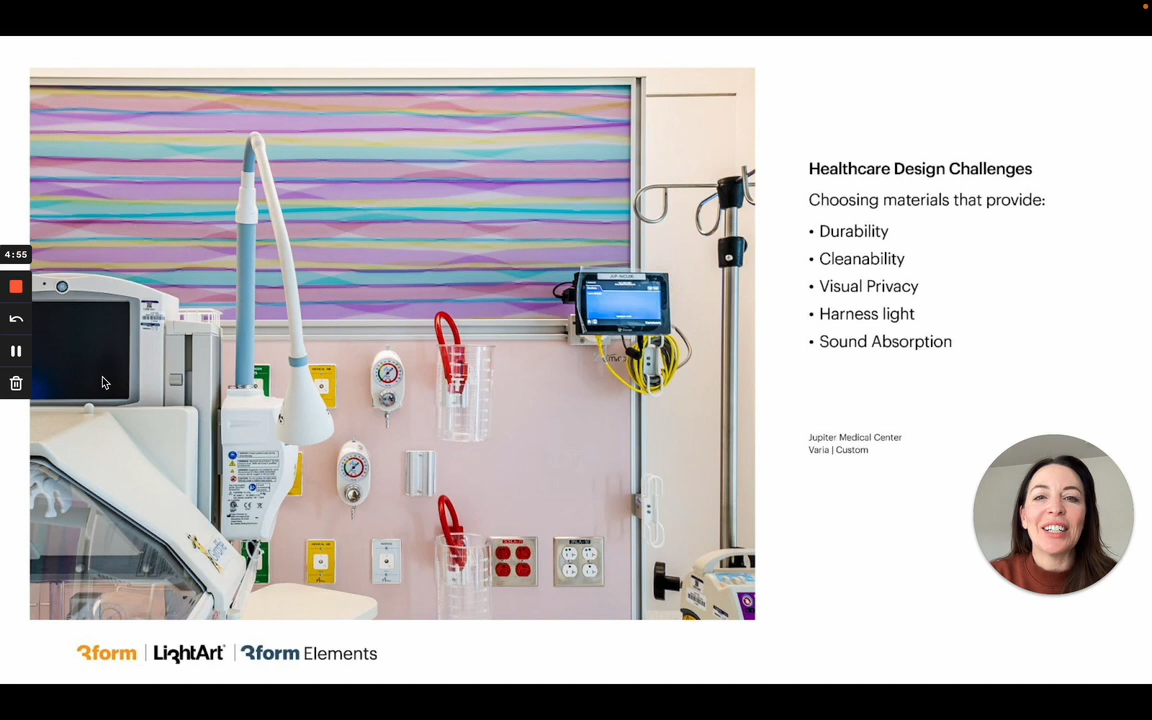 Healthcare Design Challenges
Choosing materials that provide:
• Durability
• Cleanability
• Visual Privacy
• Harness light
• Sound Absorption
4:55
Jupiter Medical Center
Varia | Custom
3form | LightArt | 3form Elements